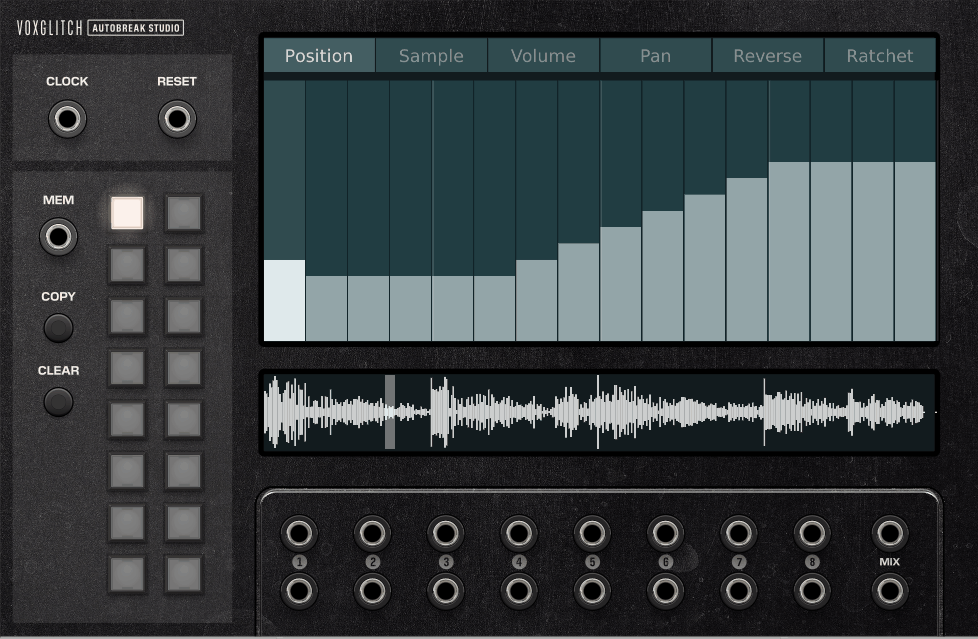 VOXGLITCH AUTOBREAK STUDIO
CLOCK RESET
MEM
COPY
CLEAR
Position Sample Volume Pan Reverse Ratchet
1 2 3 4 5 6 7 8 MIX